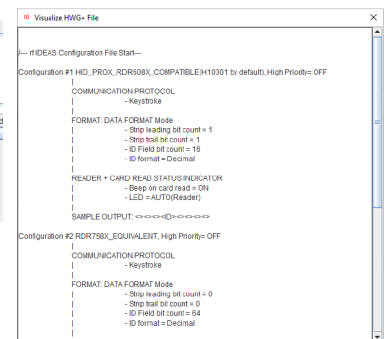 ID Visualize HWG+ File
/--- rf IDEAS Configuration File Start---
Configuration #1 HID_PROX_RDR608X_COMPATIBLE(H10301 by default), High Priority= OFF
|
COMMUNICATION PROTOCOL
| - Keystroke
|
FORMAT: DATA FORMAT Mode
| - Strip leading bit count = 1
| - Strip trail bit count = 1
| - ID Field bit count = 16
| - ID format = Decimal
|
READER + CARD READ STATUS INDICATOR
| - Beep on card read = ON
| - LED = AUTO(Reader)
|
SAMPLE OUTPUT: <><><><ID><><><><>
Configuration #2 RDR758X_EQUIVALENT, High Priority= OFF
|
COMMUNICATION PROTOCOL
| - Keystroke
|
FORMAT: DATA FORMAT Mode
| - Strip leading bit count = 0
| - Strip trail bit count = 0
| - ID Field bit count = 64
| - ID format = Decimal
|